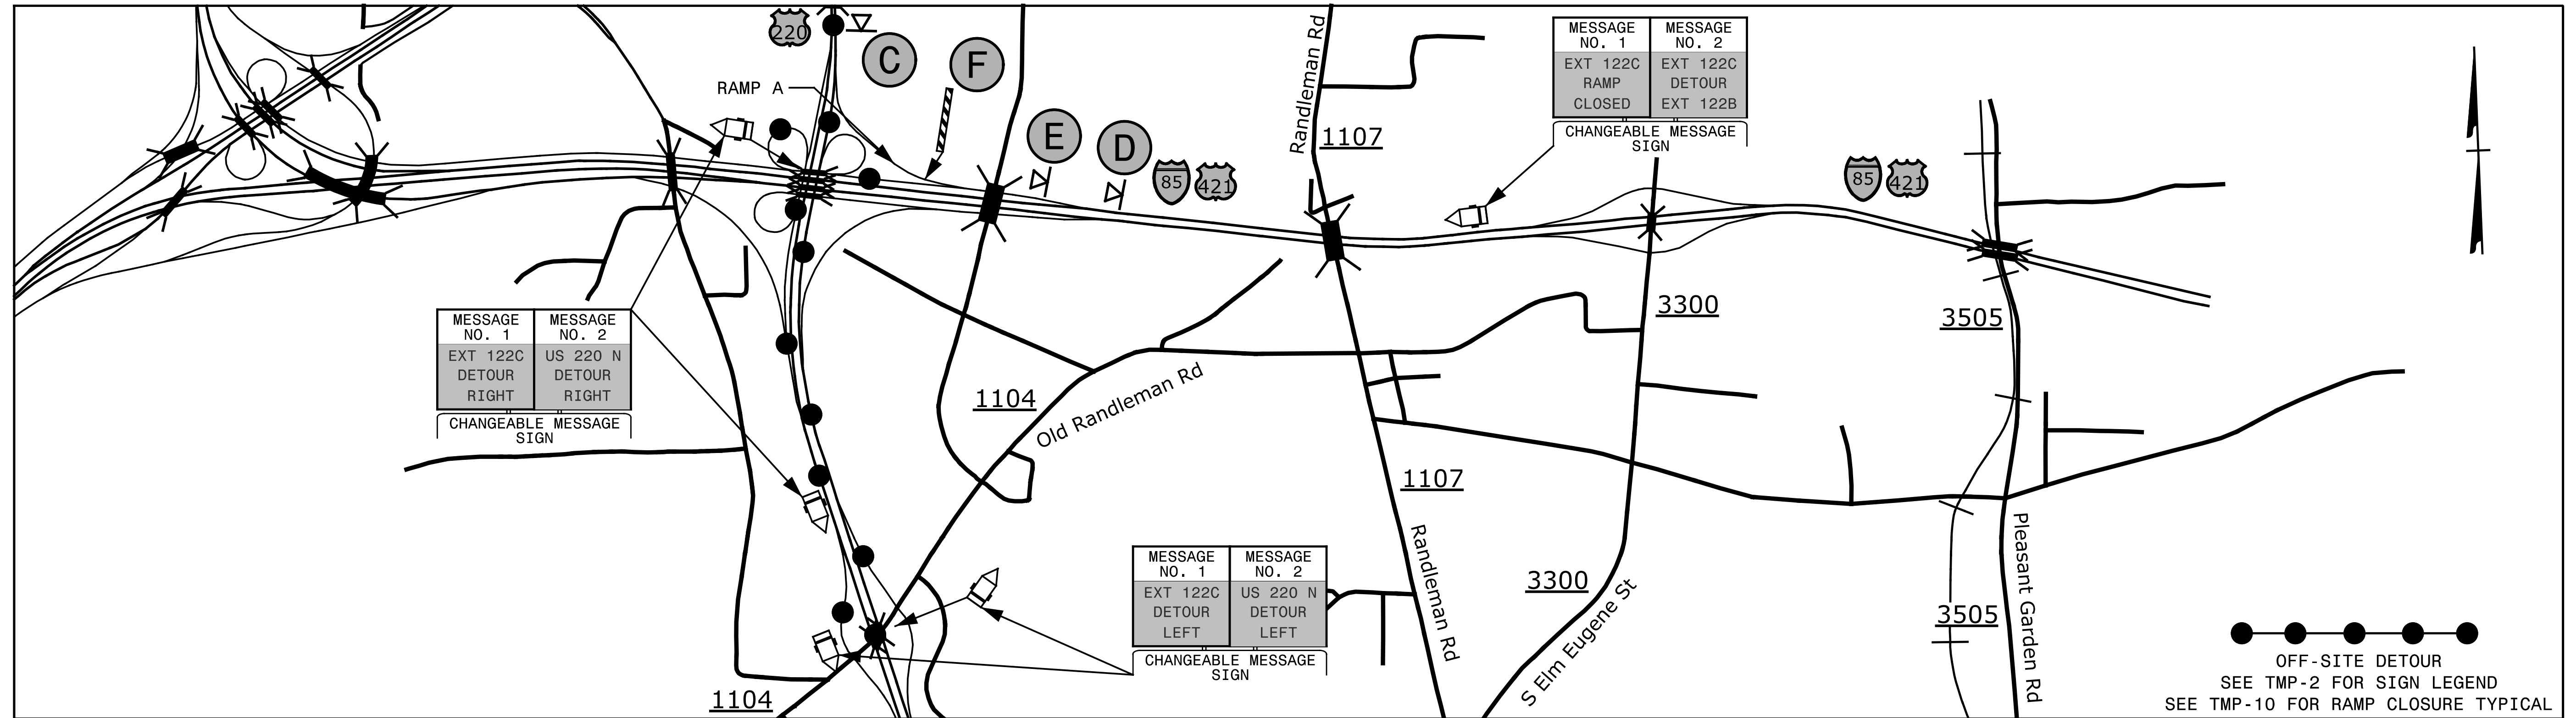 220
C
F
RAMP A
E
D
85
421
Randleman Rd
1107
MESSAGE NO. 1
MESSAGE NO. 2
EXT 122C
RAMP
CLOSED
EXT 122C
DETOUR
EXT 122B
CHANGEABLE MESSAGE
SIGN
85
421
MESSAGE NO. 1
MESSAGE NO. 2
EXT 122C
DETOUR
RIGHT
US 220 N
DETOUR
RIGHT
CHANGEABLE MESSAGE
SIGN
3300
3505
1104
Old Randleman Rd
1107
Randleman Rd
MESSAGE NO. 1
MESSAGE NO. 2
EXT 122C
DETOUR
LEFT
US 220 N
DETOUR
LEFT
CHANGEABLE MESSAGE
SIGN
3300
S Elm Eugene St
3505
Pleasant Garden Rd
1104
OFF-SITE DETOUR
SEE TMP-2 FOR SIGN LEGEND
SEE TMP-10 FOR RAMP CLOSURE TYPICAL